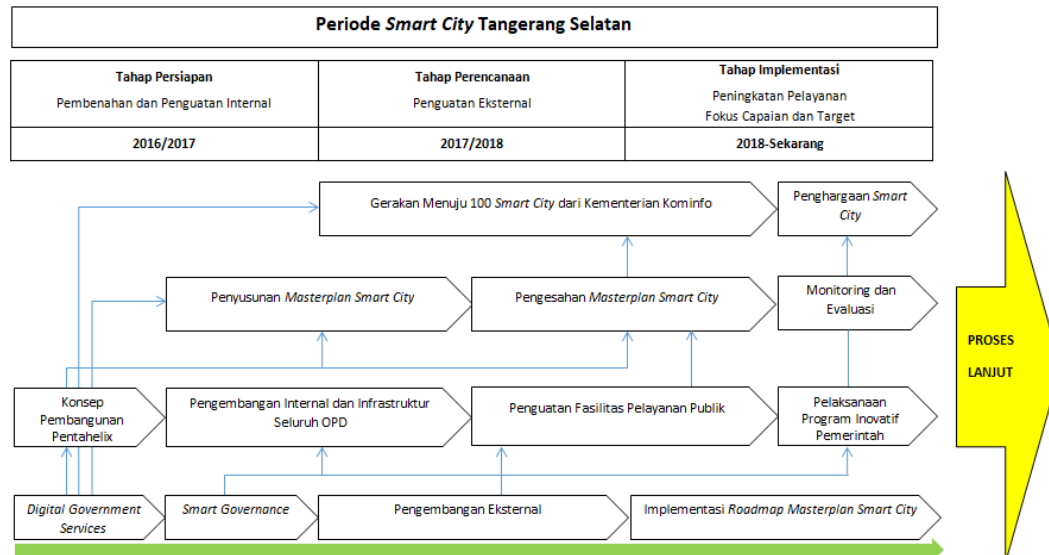 Periode Smart City Tangerang Selatan
Tahap Persiapan
Pembenahan dan Penguatan Internal
Tahap Perencanaan
Penguatan Eksternal
Tahap Implementasi
Peningkatan Pelayanan
Fokus Capaian dan Target
2016/2017
2017/2018
2018-Sekarang
Gerakan Menuju 100 Smart City dari Kementerian Kominfo
Penghargaan Smart
City
Penyusunan Masterplan Smart City
Pengesahan Masterplan Smart City
Monitoring dan
Evaluasi
PROSES
LANJUT
Konsep
Pembangunan
Pentahelix
Pengembangan Internal dan Infrastruktur
Seluruh OPD
Penguatan Fasilitas Pelayanan Publik
Pelaksanaan
Program Inovatif
Pemerintah
Digital Government
Services
Smart Governance
Pengembangan Eksternal
Implementasi Roadmap Masterplan Smart City